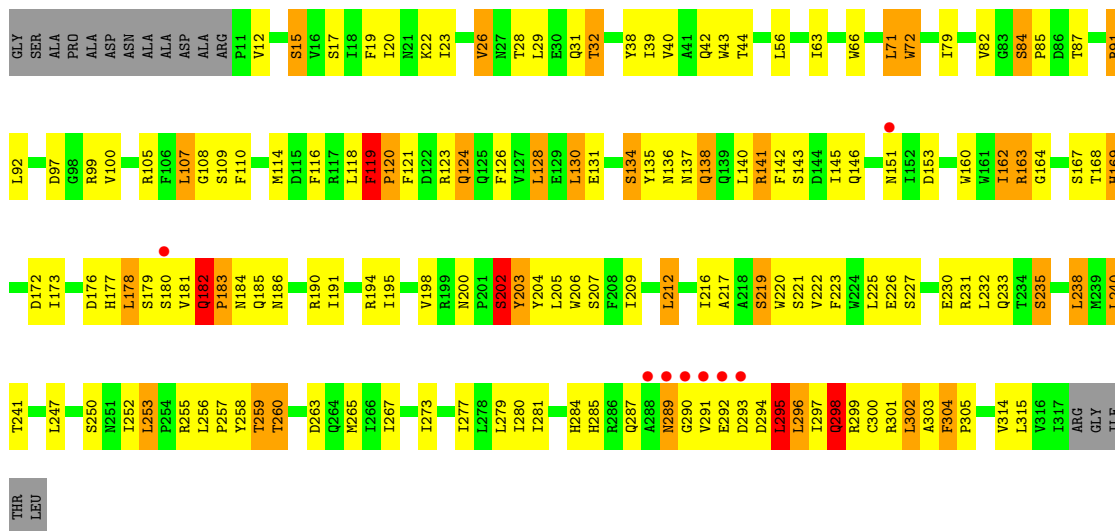 GLY SER ALA PRO ALA ASP ASN ALA ALA ASP ALA ARG P11 V12 S15 V16 S17 I18 F19 I20 N21 K22 I23 V26 N27 T28 L29 E30 Q31 T32 Y38 I39 V40 A41 Q42 W43 T44 L56 I63 W66 L71 W72 I79 V82 G83 S84 P85 D86 T87
L92 D97 G98 R99 V100 R105 F106 L107 G108 S109 F110 M114 D115 F116 R117 L118 F119 P120 F121 D122 R123 Q124 Q125 F126 V127 L128 E129 L130 E131 S134 Y135 N136 N137 Q138 Q139 L140 R141 F142 S143 D144 I145 Q146 N151 I152 D153 W160 W161 I162 R163 G164 S167 T168 H169
D172 I173 D176 H177 L178 S179 S180 V181 Q182 P183 N184 Q185 N186 R190 I191 R194 I195 V198 R199 N200 P201 S202 Y203 Y204 L205 W206 S207 F208 I209 L212 I216 A217 A218 S219 W220 S221 V222 F223 W224 L225 E226 S227 E230 R231 L232 Q233 T234 S235 L238 M239 L240
T241 L247 S250 N251 I252 L253 P254 R255 L256 P257 Y258 T259 T260 D263 Q264 M265 I266 I267 I273 I277 L278 L279 I280 I281 H284 H285 R286 Q287 A288 N289 G290 V291 E292 D293 D294 L295 L296 I297 Q298 R299 C300 R301 L302 A303 F304 P305 V314 L315 V316 I317 ARG GLY ILE
THR LEU